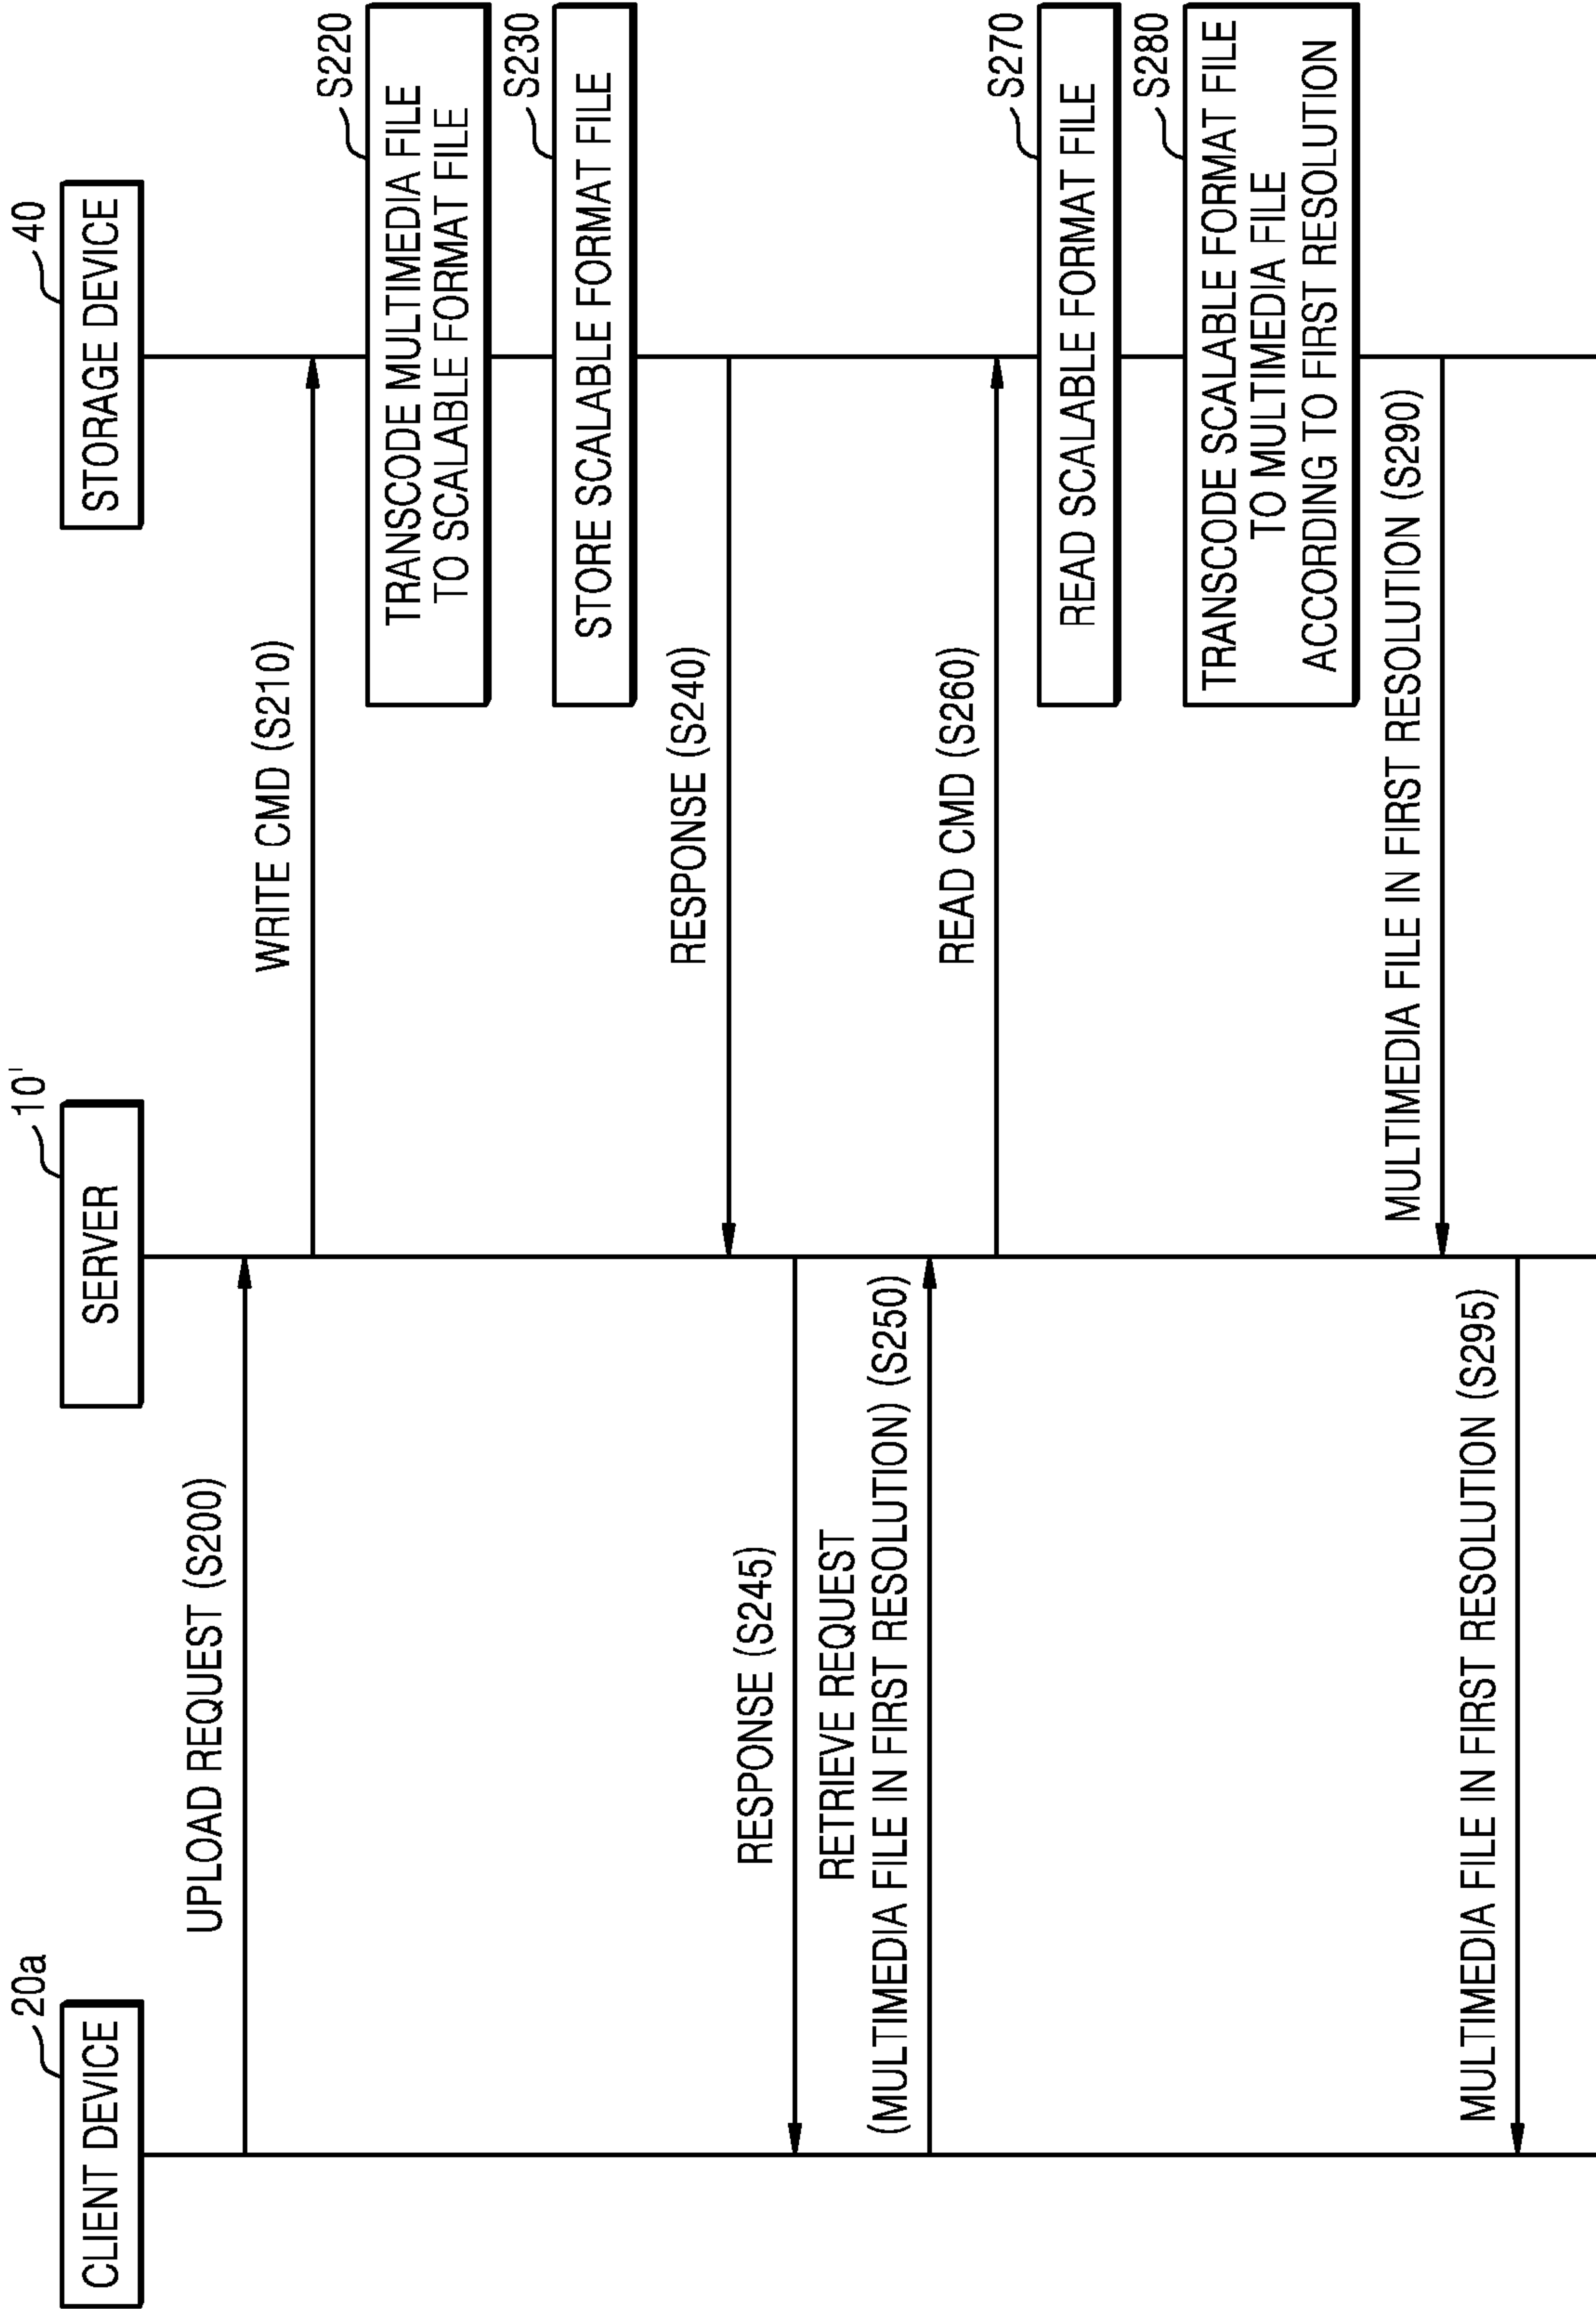 20a
CLIENT DEVICE
10'
SERVER
40
STORAGE DEVICE
UPLOAD REQUEST (S200)
WRITE CMD (S210)
S220
TRANSCODE MULTIMEDIA FILE
TO SCALABLE FORMAT FILE
S230
STORE SCALABLE FORMAT FILE
RESPONSE (S240)
RESPONSE (S245)
RETRIEVE REQUEST
(MULTIMEDIA FILE IN FIRST RESOLUTION) (S250)
READ CMD (S260)
S270
READ SCALABLE FORMAT FILE
S280
TRANSCODE SCALABLE FORMAT FILE
TO MULTIMEDIA FILE
ACCORDING TO FIRST RESOLUTION
MULTIMEDIA FILE IN FIRST RESOLUTION (S290)
MULTIMEDIA FILE IN FIRST RESOLUTION (S295)